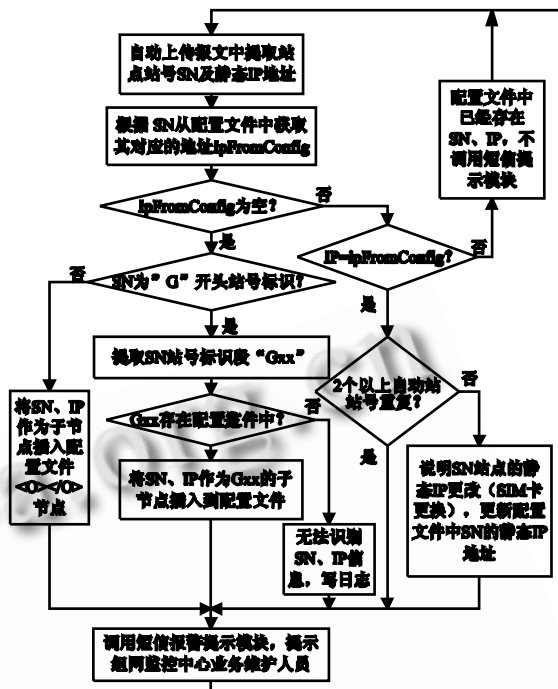 自动上传报文中提取站
点站号SN及静态IP地址
根据 SN从配置文件中获取
其对应的地址ipFromConfig
配置文件中
已经存在
SN、IP，不
调用短信提
示模块
ipFromConfig为空？
否
是
IP=ipFromConfig？
否
是
SN为”G”开头站号标识？
否
是
提取SN站号标识段“Gxx”
2个以上自动站
站号重复？
否
是
将SN、IP
作为子节
点插入配
置文件
<O></O>
节点
Gxx存在配置文件中？
否
是
将SN、IP作为Gxx的子
节点插入到配置文件
说明SN站点的静
态IP更改（SIM卡
更换），更新配置
文件中SN的静态IP
地址
无法识别
SN、IP信
息，写日志
调用短信报警提示模块，提示
组网监控中心业务维护人员